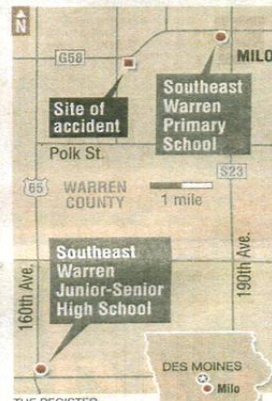 N
G58
MILO
Southeast
Warren
Primary
School
Site of
accident
Polk St.
S23
65
WARREN
COUNTY
1 mile
Southeast
Warren
Junior-Senior
High School
160th Ave.
190th Ave.
DES MOINES
Milo
THE REGISTER